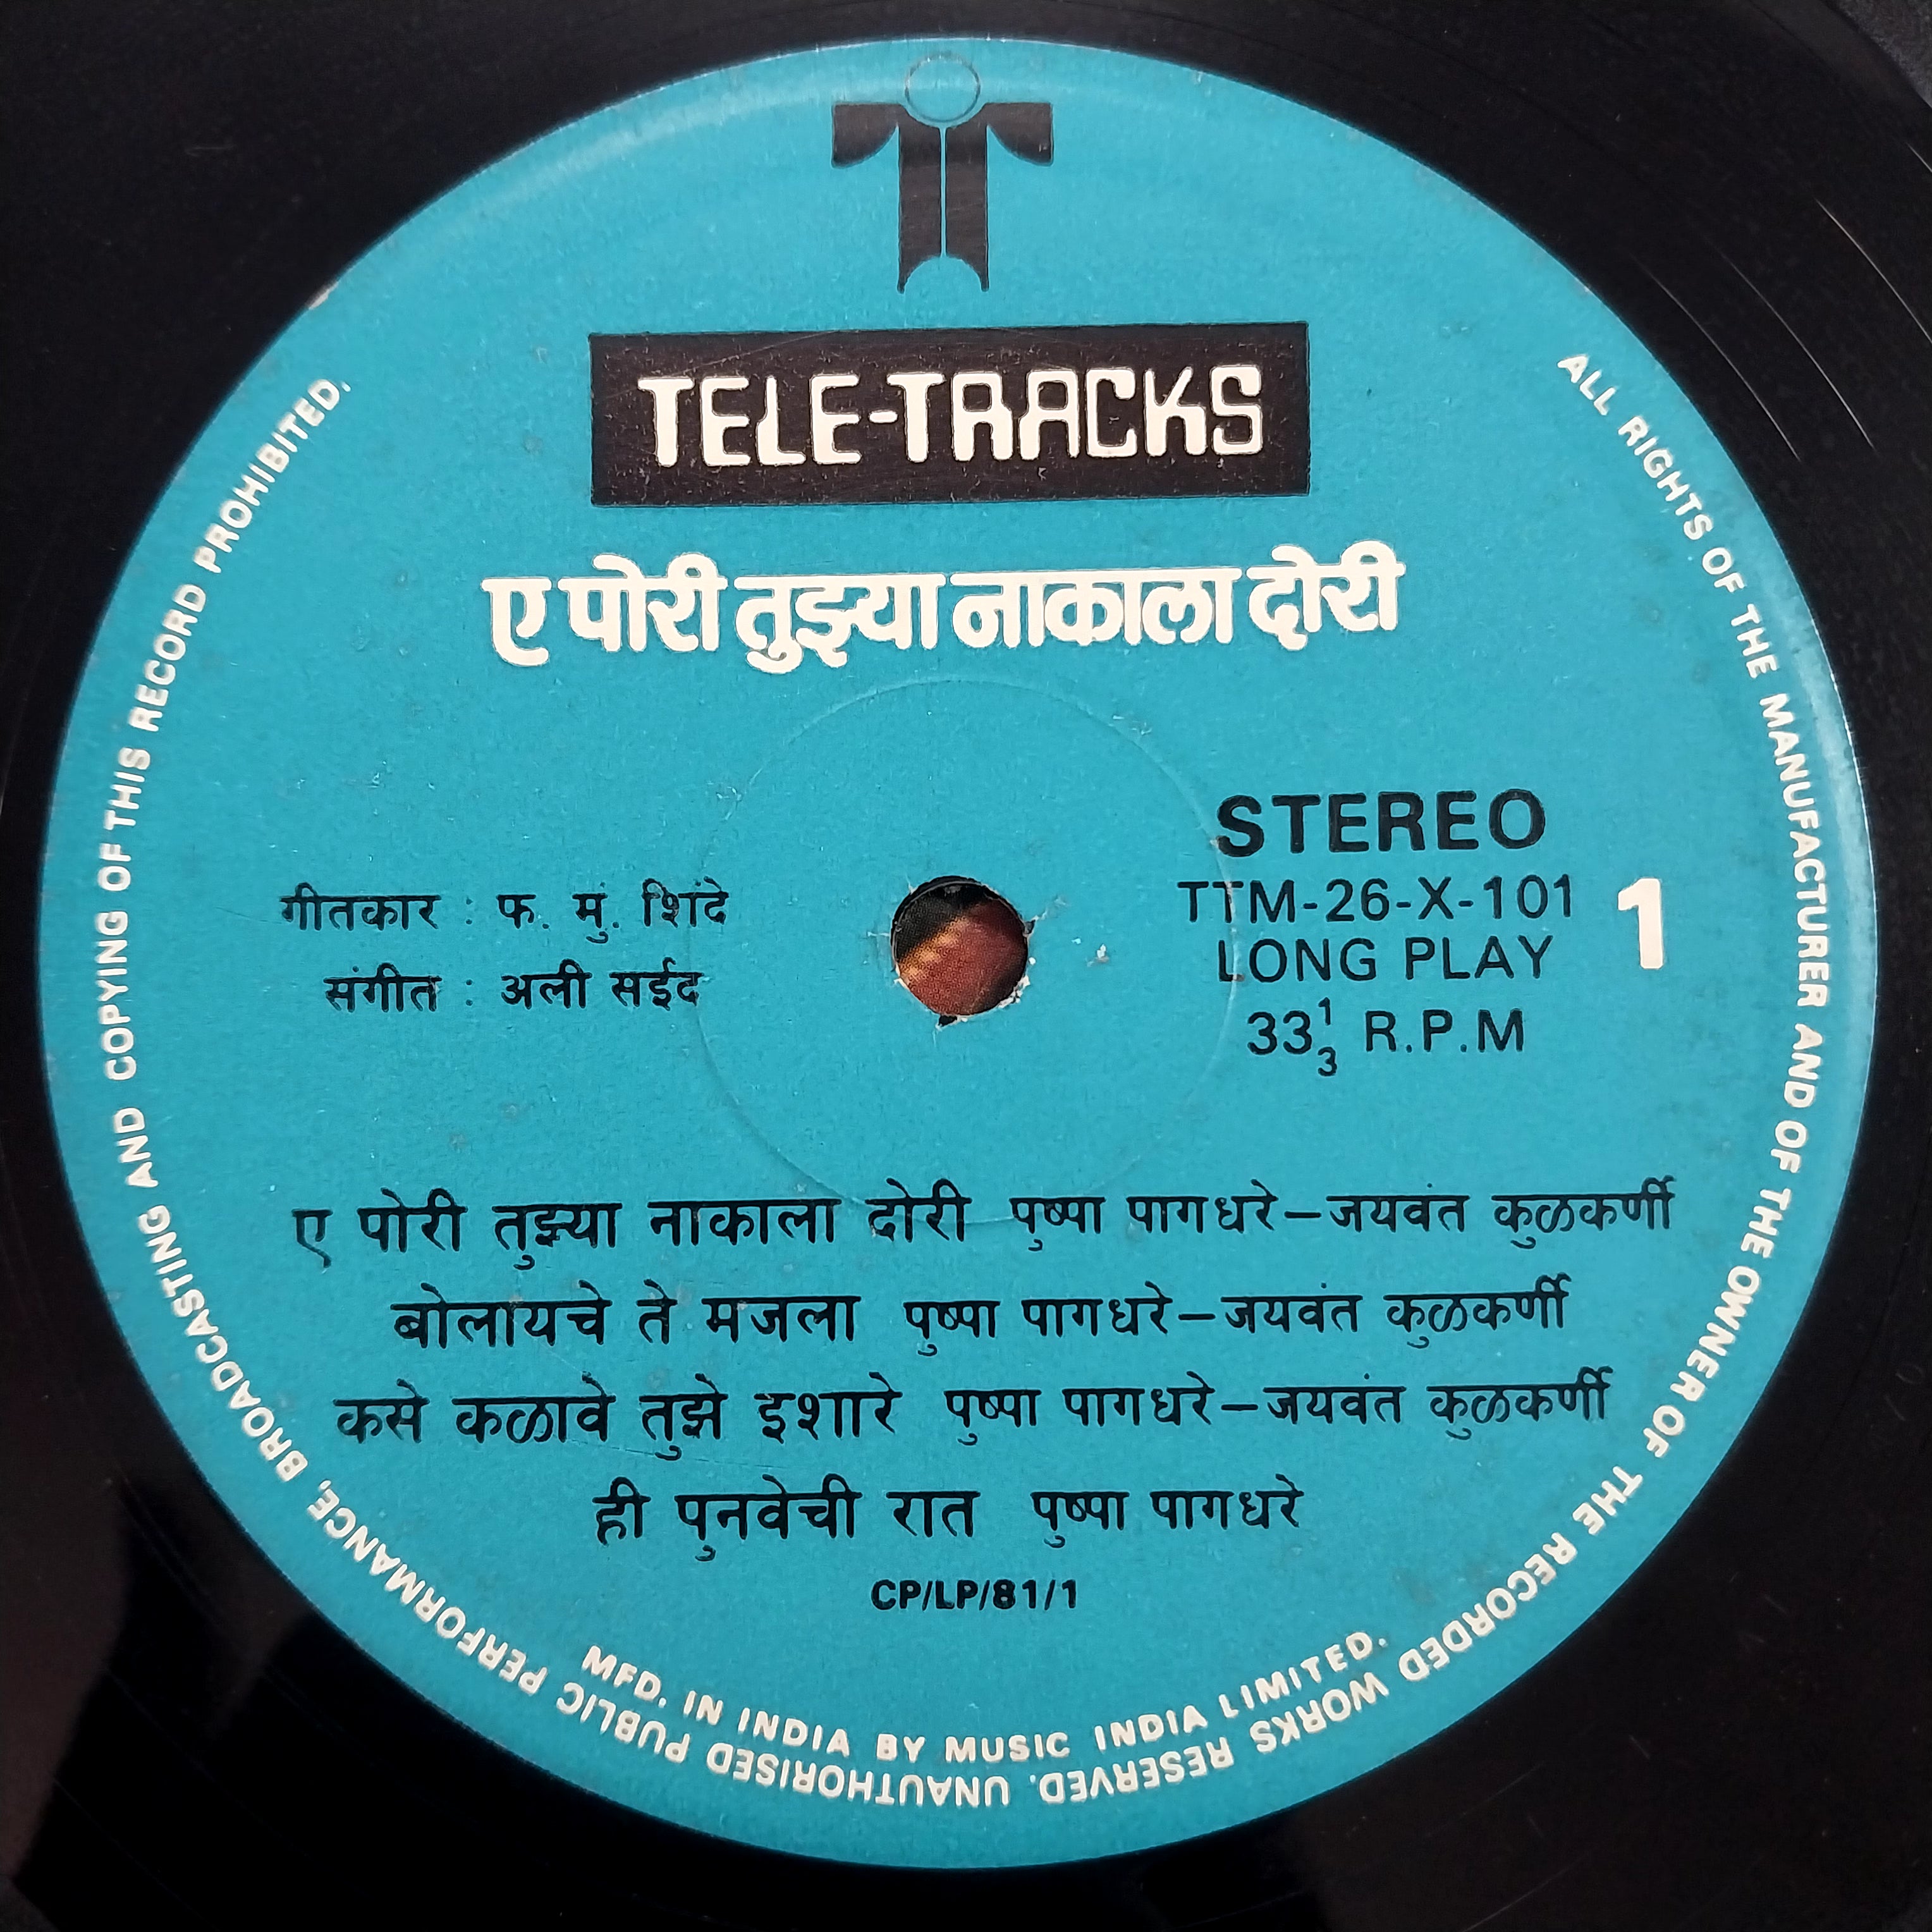 TELE-TRACKS
ए पोरी तुझ्या नाकाला दोरी
STEREO
TTM-26-X-101
1
LONG PLAY
33 1/3 R.P.M
गीतकार : फ. मुं. शिंदे
संगीत : अली सईद
ए पोरी तुझ्या नाकाला दोरी पुष्पा पागधरे–जयवंत कुळकर्णी
बोलायचे ते मजला पुष्पा पागधरे–जयवंत कुळकर्णी
कसे कळावे तुझे इशारे पुष्पा पागधरे–जयवंत कुळकर्णी
ही पुनवेची रात पुष्पा पागधरे
CP/LP/81/1
MFD. IN INDIA BY MUSIC INDIA LIMITED.
ALL RIGHTS OF THE MANUFACTURER AND OF THE OWNER OF THE RECORDED WORKS RESERVED. UNAUTHORISED PUBLIC PERFORMANCE, BROADCASTING AND COPYING OF THIS RECORD PROHIBITED.